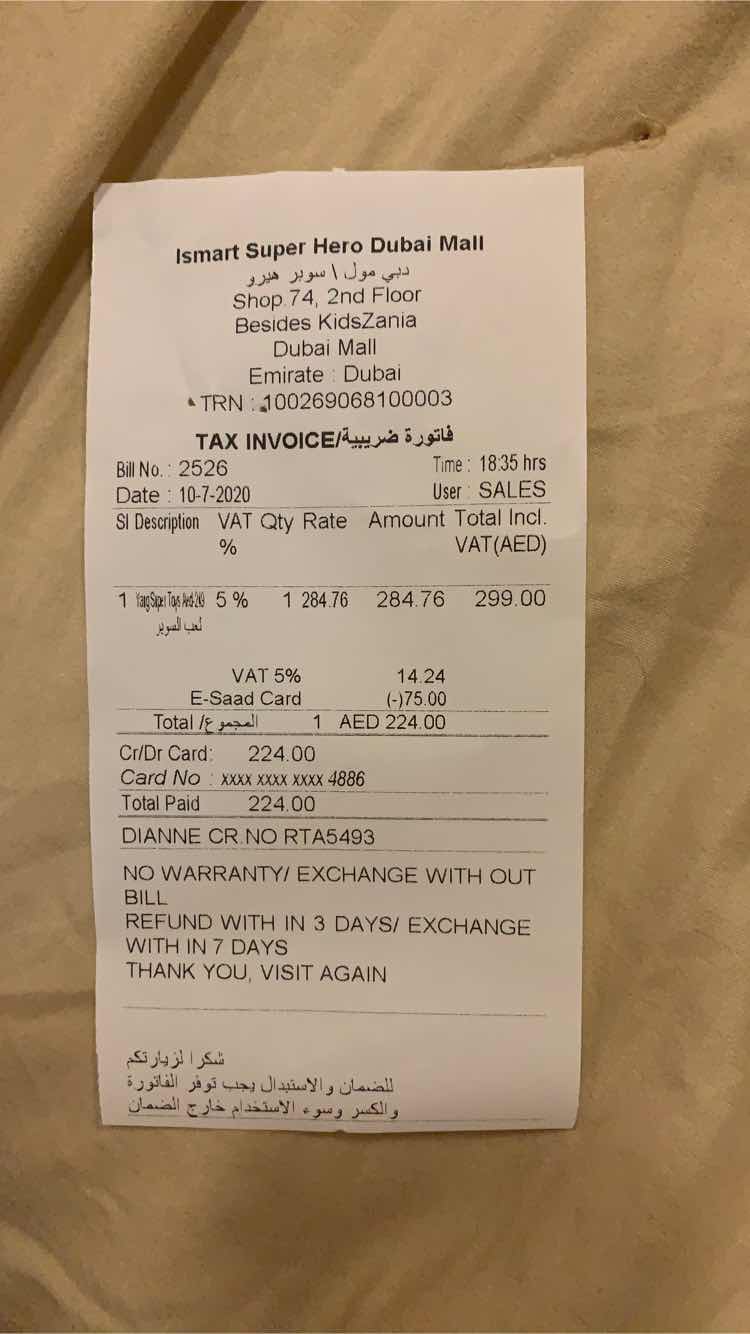 Ismart Super Hero Dubai Mall
دبي مول \ سوبر هيرو
Shop.74, 2nd Floor
Besides KidsZania
Dubai Mall
Emirate : Dubai
TRN : 100269068100003
TAX INVOICE/فاتورة ضريبية
Bill No. : 2526 Time : 18:35 hrs
Date : 10-7-2020 User : SALES
SI Description VAT Qty Rate Amount Total Incl.
% VAT(AED)
1 Super Toys 5 % 1 284.76 284.76 299.00
لعب السوبر
VAT 5% 14.24
E-Saad Card (-)75.00
Total /المجموع 1 AED 224.00
Cr/Dr Card: 224.00
Card No : xxxx xxxx xxxx 4886
Total Paid 224.00
DIANNE CR.NO RTA5493
NO WARRANTY/ EXCHANGE WITH OUT
BILL
REFUND WITH IN 3 DAYS/ EXCHANGE
WITH IN 7 DAYS
THANK YOU, VISIT AGAIN
شكرا لزيارتكم
للضمان والاستبدال يجب توفر الفاتورة
والكسر وسوء الاستخدام خارج الضمان